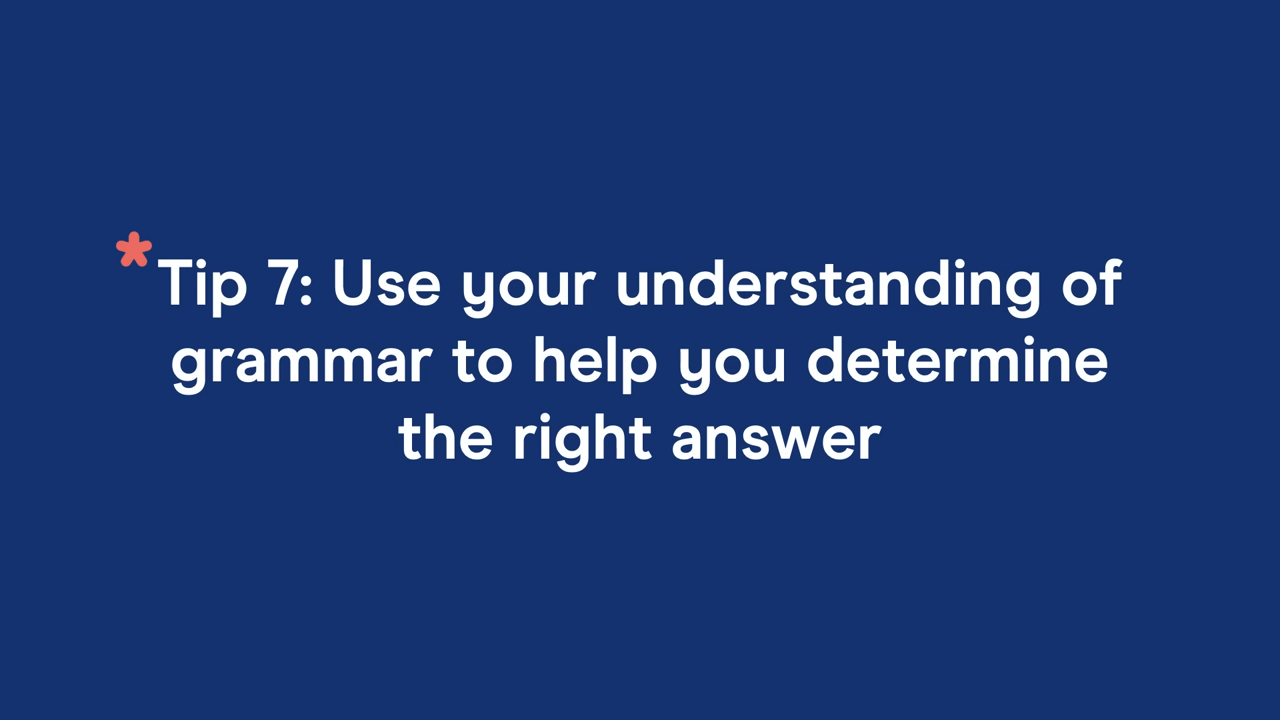 *Tip 7: Use your understanding of
grammar to help you determine
the right answer